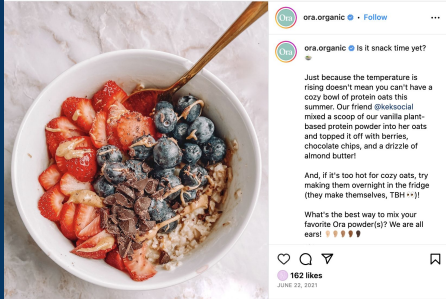 Ora
ora.organic • Follow
Ora
ora.organic Is it snack time yet?
Just because the temperature is
rising doesn't mean you can't have a
cozy bowl of protein oats this
summer. Our friend @keksocial
mixed a scoop of our vanilla plant-
based protein powder into her oats
and topped it off with berries,
chocolate chips, and a drizzle of
almond butter!
And, if it's too hot for cozy oats, try
making them overnight in the fridge
(they make themselves, TBH 👀)!
What's the best way to mix your
favorite Ora powder(s)? We are all
ears! 👂🏻👂🏼👂🏽👂🏾👂🏿
162 likes
JUNE 22, 2021